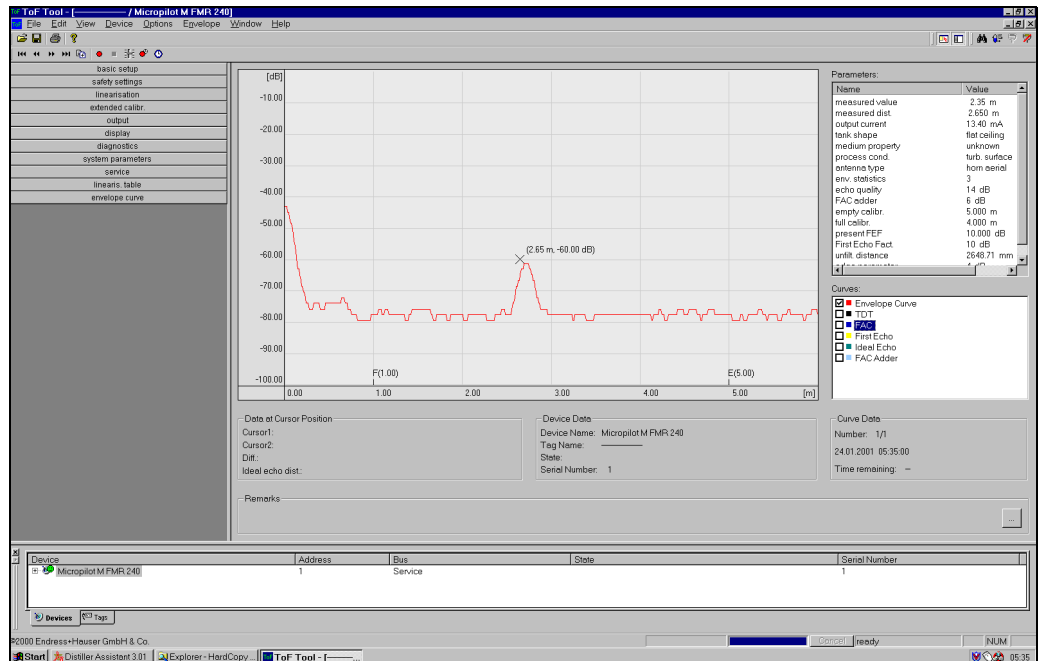 ToF Tool - [———— / Micropilot M FMR 240]
File Edit View Device Options Envelope Window Help
basic setup
safety settings
linearisation
extended calibr.
output
display
diagnostics
system parameters
service
linearis. table
envelope curve
[dB]
-10.00
-20.00
-30.00
-40.00
-50.00
-60.00
-70.00
-80.00
-90.00
-100.00
(2.65 m, -60.00 dB)
F(1.00)
E(5.00)
0.00 1.00 2.00 3.00 4.00 5.00 [m]
Parameters:
Name Value
measured value 2.35 m
measured dist. 2.650 m
output current 13.40 mA
tank shape flat ceiling
medium property unknown
process cond. turb. surface
antenna type horn aerial
env. statistics 3
echo quality 14 dB
FAC adder 6 dB
empty calibr. 5.000 m
full calibr. 4.000 m
present FEF 10.000 dB
First Echo Fact. 10 dB
unfilt. distance 2648.71 mm
Curves:
Envelope Curve
TDT
FAC
First Echo
Ideal Echo
FAC Adder
Data at Cursor Position
Cursor1:
Cursor2:
Diff.:
Ideal echo dist.:
Device Data
Device Name: Micropilot M FMR 240
Tag Name: ————
State:
Serial Number: 1
Curve Data
Number: 1/1
24.01.2001 05:35:00
Time remaining: –
Remarks
...
Device Address Bus State Serial Number
Micropilot M FMR 240 1 Service 1
Devices Tags
©2000 Endress+Hauser GmbH & Co.
Cancel ready NUM
Start Distiller Assistant 3.01 Explorer - HardCopy... ToF Tool - [——... 05:35